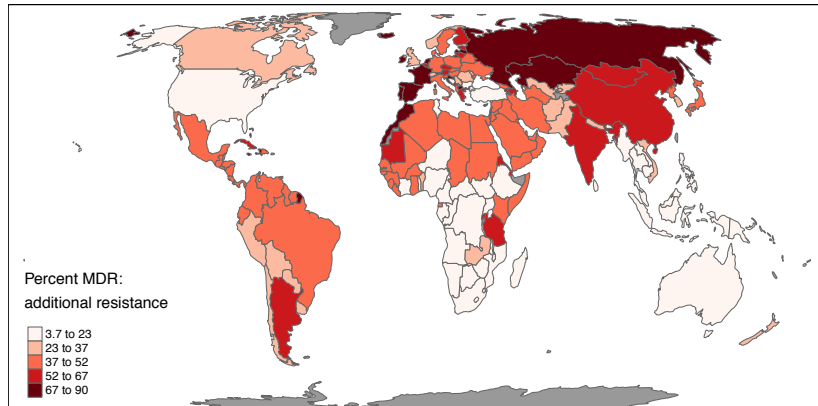 Percent MDR:
additional resistance
3.7 to 23
23 to 37
37 to 52
52 to 67
67 to 90